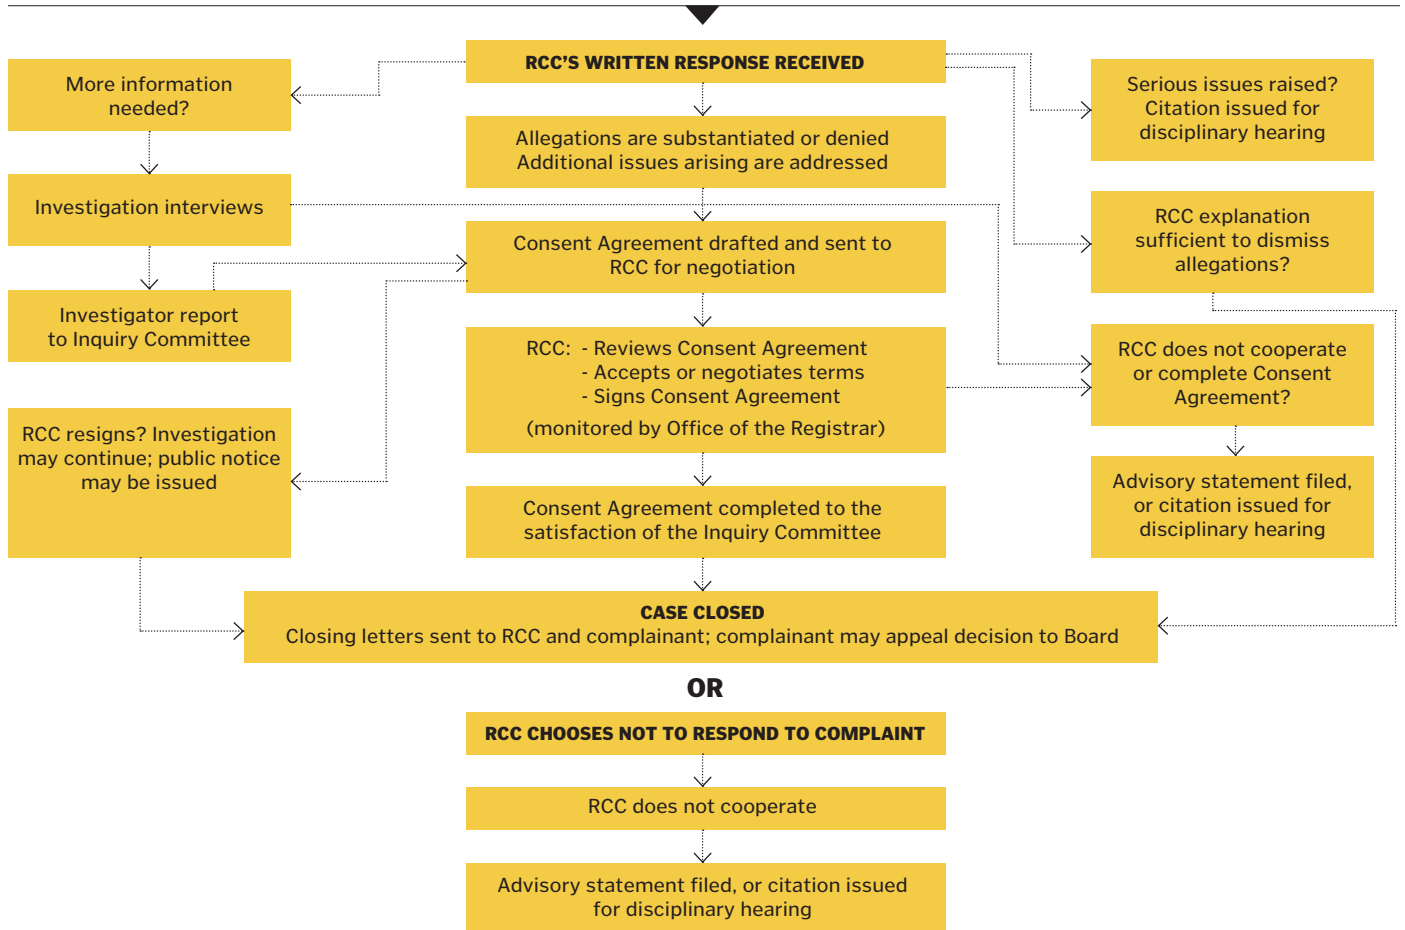 RCC'S WRITTEN RESPONSE RECEIVED
More information
needed?
Investigation interviews
Investigator report
to Inquiry Committee
RCC resigns? Investigation
may continue; public notice
may be issued
Allegations are substantiated or denied
Additional issues arising are addressed
Consent Agreement drafted and sent to
RCC for negotiation
RCC: - Reviews Consent Agreement
- Accepts or negotiates terms
- Signs Consent Agreement
(monitored by Office of the Registrar)
Consent Agreement completed to the
satisfaction of the Inquiry Committee
Serious issues raised?
Citation issued for
disciplinary hearing
RCC explanation
sufficient to dismiss
allegations?
RCC does not cooperate
or complete Consent
Agreement?
Advisory statement filed,
or citation issued for
disciplinary hearing
CASE CLOSED
Closing letters sent to RCC and complainant; complainant may appeal decision to Board
OR
RCC CHOOSES NOT TO RESPOND TO COMPLAINT
RCC does not cooperate
Advisory statement filed, or citation issued
for disciplinary hearing